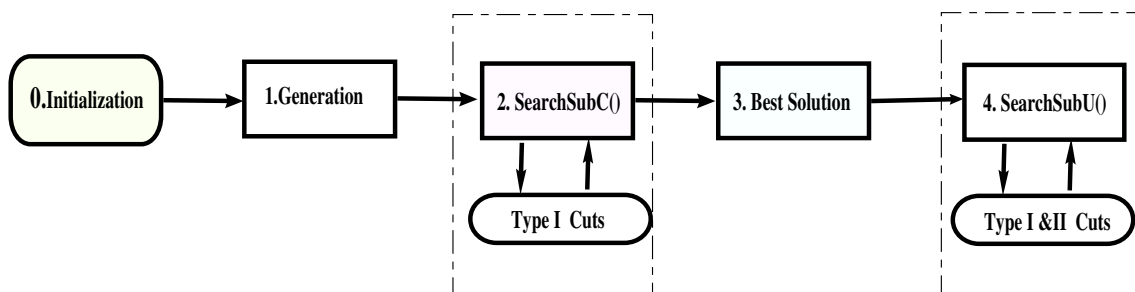 0.Initialization
1.Generation
2. SearchSubC()
3. Best Solution
4. SearchSubU()
Type I Cuts
Type I &II Cuts